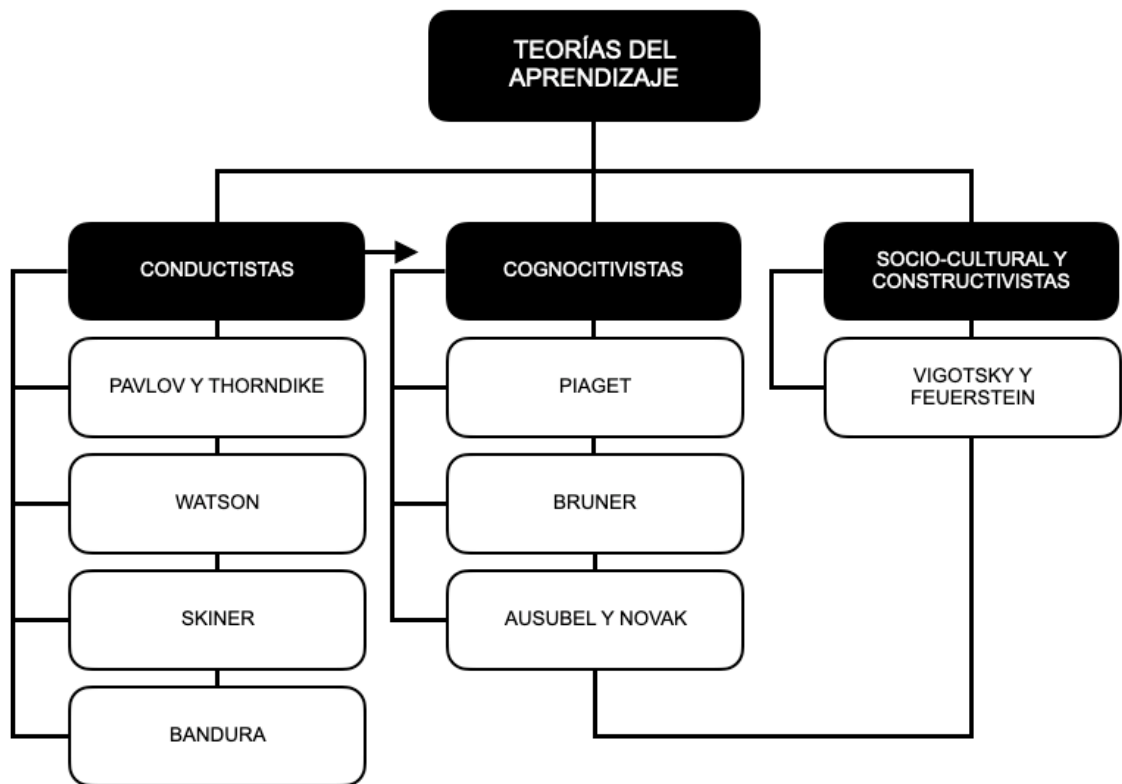 TEORÍAS DEL
APRENDIZAJE
CONDUCTISTAS
COGNOCITIVISTAS
SOCIO-CULTURAL Y
CONSTRUCTIVISTAS
PAVLOV Y THORNDIKE
PIAGET
VIGOTSKY Y
FEUERSTEIN
WATSON
BRUNER
SKINER
AUSUBEL Y NOVAK
BANDURA